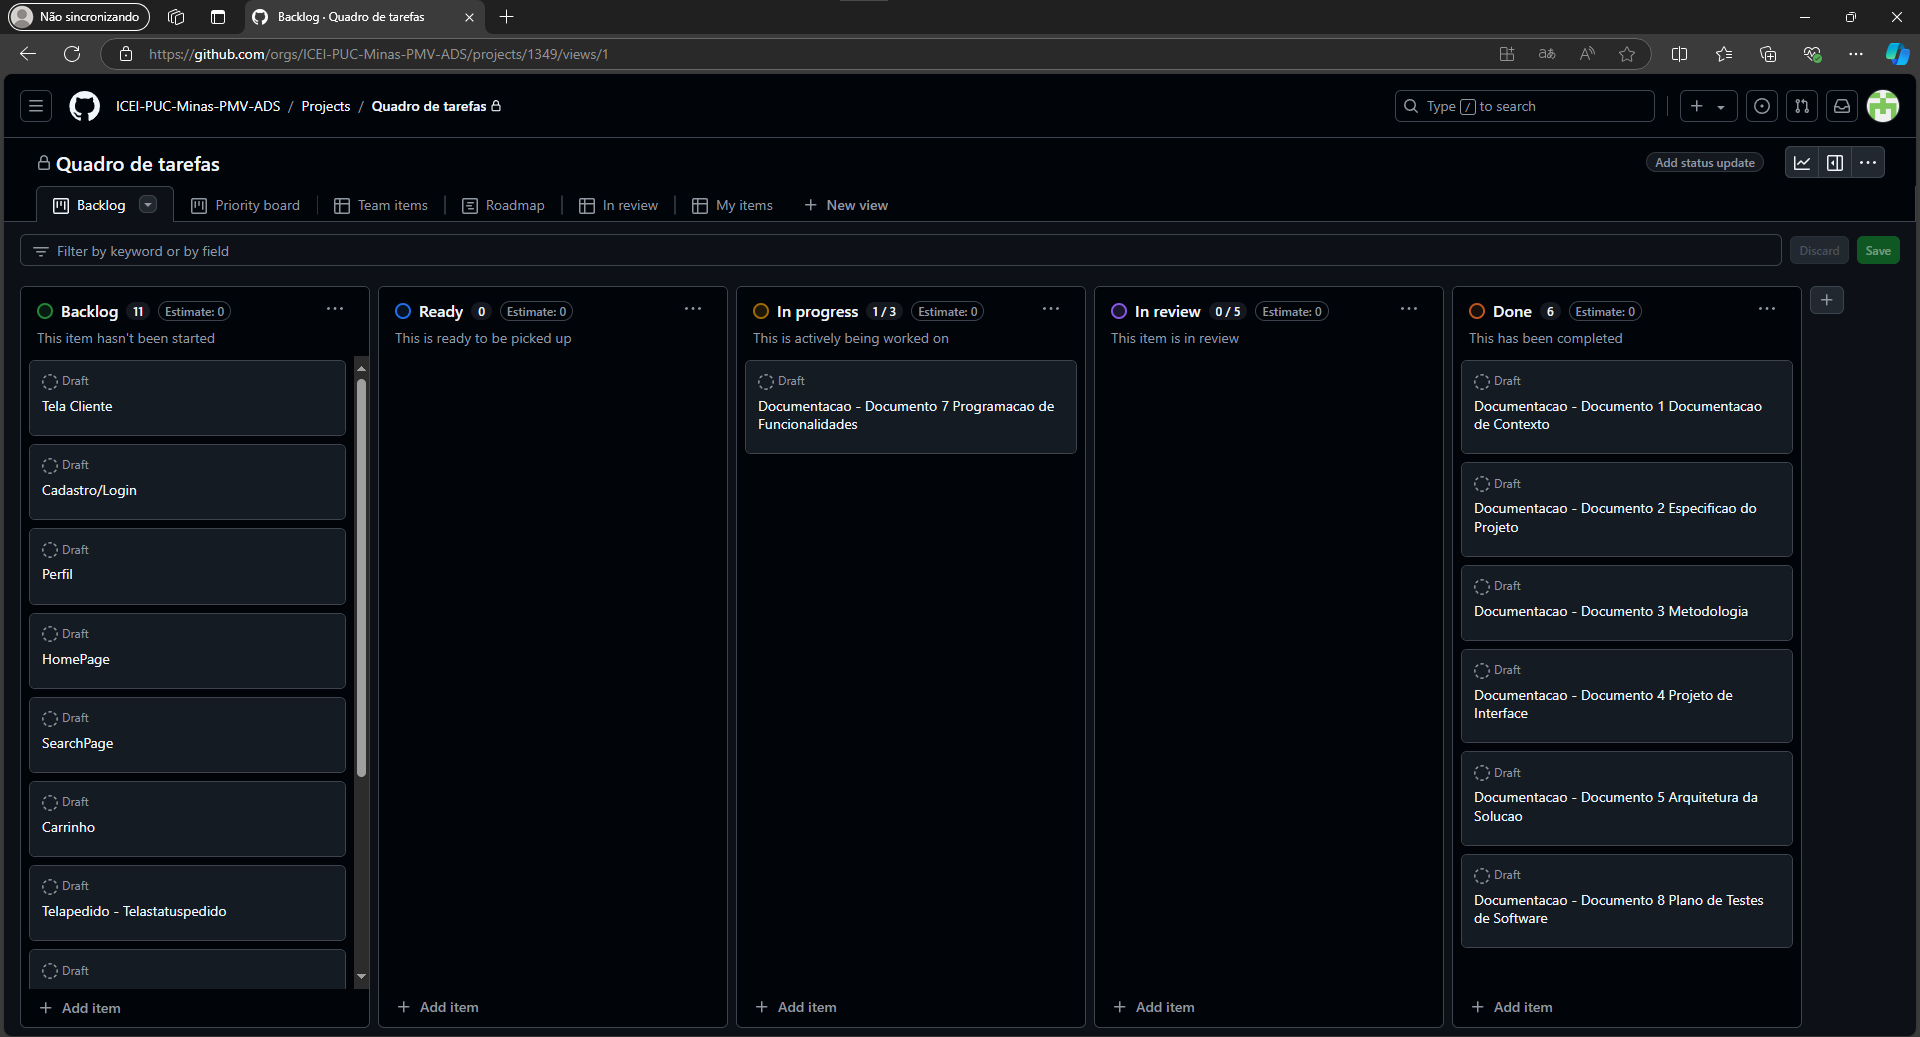 Não sincronizando
Backlog · Quadro de tarefas
https://github.com/orgs/ICEI-PUC-Minas-PMV-ADS/projects/1349/views/1
ICEI-PUC-Minas-PMV-ADS / Projects / Quadro de tarefas
Type / to search
Quadro de tarefas
Add status update
Backlog
Priority board
Team items
Roadmap
In review
My items
New view
Filter by keyword or by field
Discard
Save
Backlog 11 Estimate: 0
This item hasn't been started
Draft
Tela Cliente
Draft
Cadastro/Login
Draft
Perfil
Draft
HomePage
Draft
SearchPage
Draft
Carrinho
Draft
Telapedido - Telastatuspedido
Draft
Add item
Ready 0 Estimate: 0
This is ready to be picked up
Add item
In progress 1 / 3 Estimate: 0
This is actively being worked on
Draft
Documentacao - Documento 7 Programacao de
Funcionalidades
Add item
In review 0 / 5 Estimate: 0
This item is in review
Add item
Done 6 Estimate: 0
This has been completed
Draft
Documentacao - Documento 1 Documentacao
de Contexto
Draft
Documentacao - Documento 2 Especificao do
Projeto
Draft
Documentacao - Documento 3 Metodologia
Draft
Documentacao - Documento 4 Projeto de
Interface
Draft
Documentacao - Documento 5 Arquitetura da
Solucao
Draft
Documentacao - Documento 8 Plano de Testes
de Software
Add item